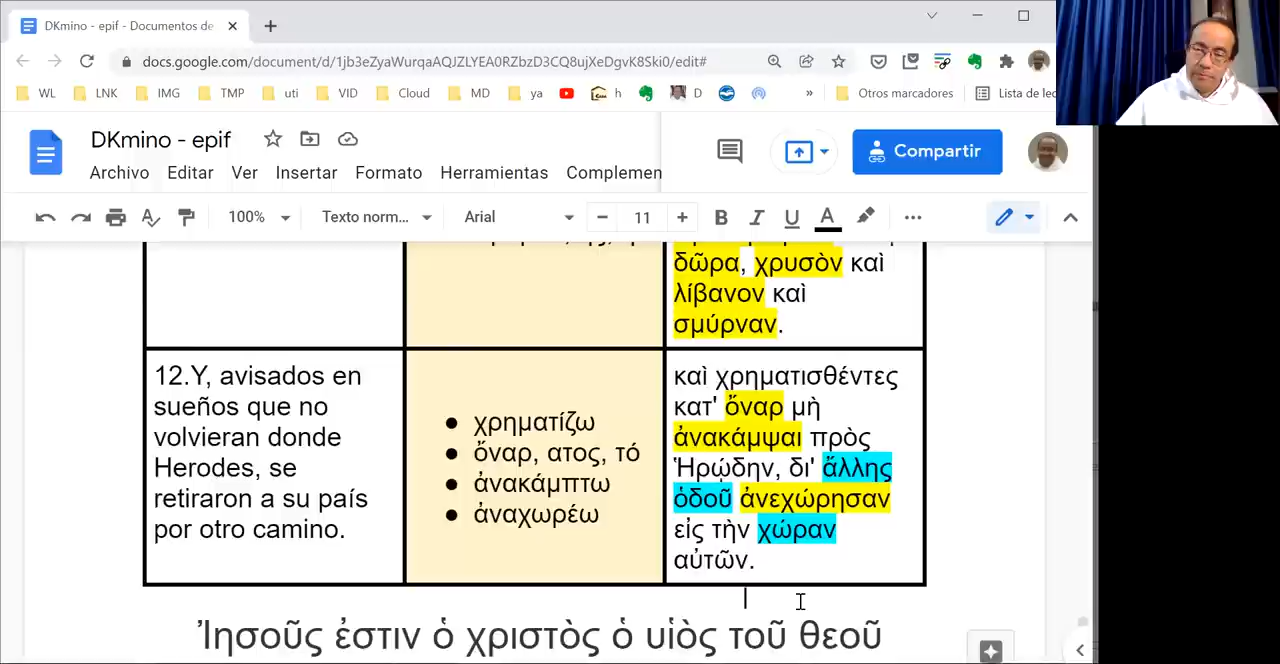 DKmino - epif - Documentos de
docs.google.com/document/d/1jb3eZyaWurqaAQJZLYEA0RZbzD3CQ8ujXeDgvK8Ski0/edit#
WL LNK IMG TMP uti VID Cloud MD ya h D » Otros marcadores Lista de lec
DKmino - epif
Archivo Editar Ver Insertar Formato Herramientas Complemen
Compartir
100% Texto norm... Arial 11 B I U A
δῶρα, χρυσὸν καὶ
λίβανον καὶ
σμύρναν.
12.Y, avisados en
sueños que no
volvieran donde
Herodes, se
retiraron a su país
por otro camino.
● χρηματίζω
● ὄναρ, ατος, τό
● ἀνακάμπτω
● ἀναχωρέω
καὶ χρηματισθέντες
κατ' ὄναρ μὴ
ἀνακάμψαι πρὸς
Ἡρῴδην, δι' ἄλλης
ὁδοῦ ἀνεχώρησαν
εἰς τὴν χώραν
αὐτῶν.
Ἰησοῦς ἐστιν ὁ χριστὸς ὁ υἱὸς τοῦ θεοῦ